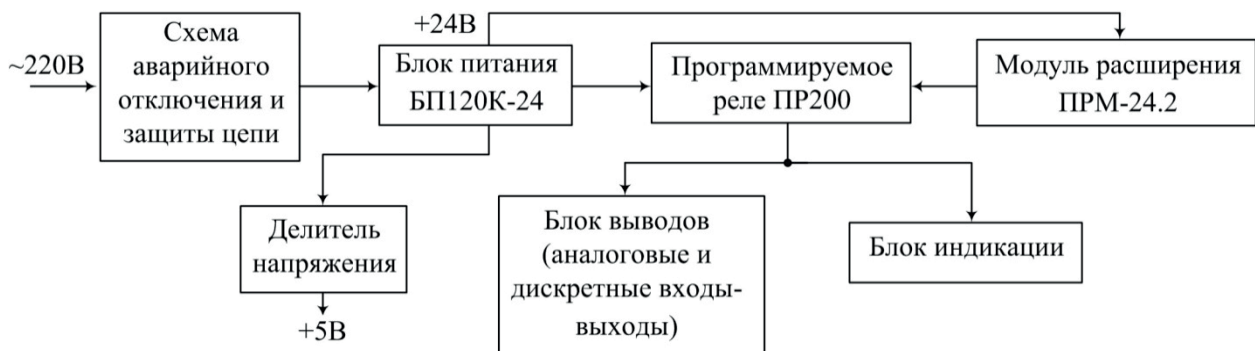 ~220В
Схема
аварийного
отключения и
защиты цепи
+24В
Блок питания
БП120К-24
Программируемое
реле ПР200
Модуль расширения
ПРМ-24.2
Делитель
напряжения
+5В
Блок выводов
(аналоговые и
дискретные входы-
выходы)
Блок индикации